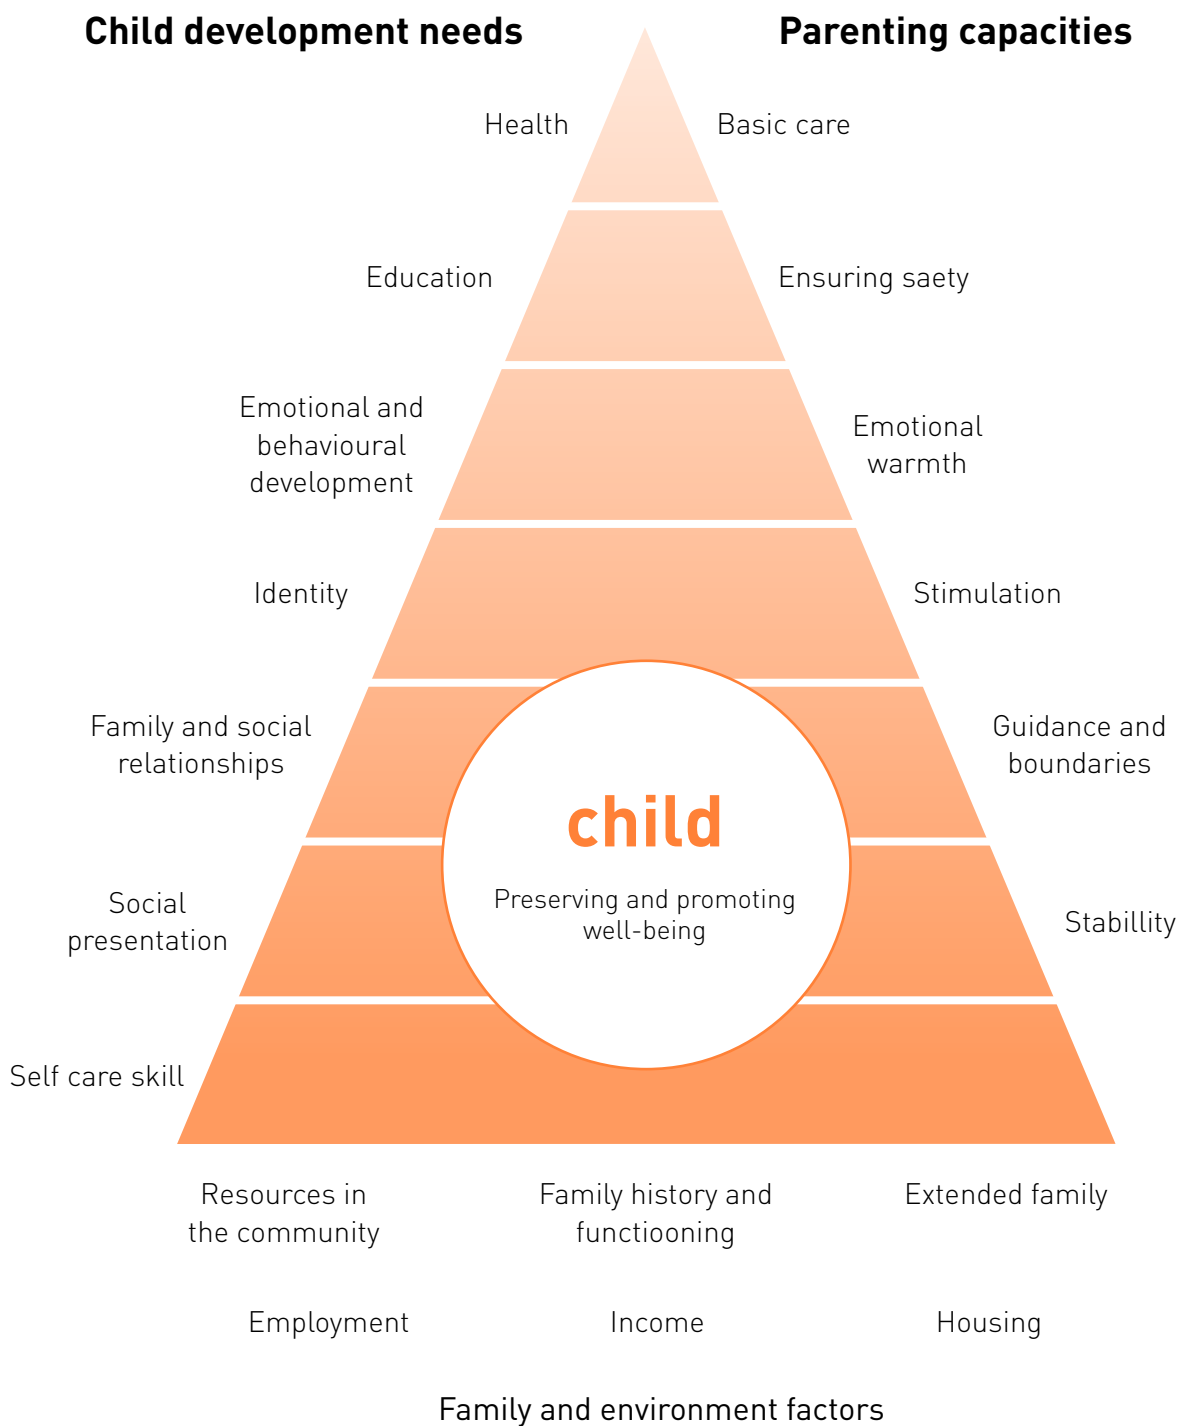 Child development needs
Parenting capacities
Health
Basic care
Education
Ensuring saety
Emotional and
behavioural
development
Emotional
warmth
Identity
Stimulation
Family and social
relationships
Guidance and
boundaries
child
Preserving and promoting
well-being
Social
presentation
Stabillity
Self care skill
Resources in
the community
Family history and
functiooning
Extended family
Employment
Income
Housing
Family and environment factors